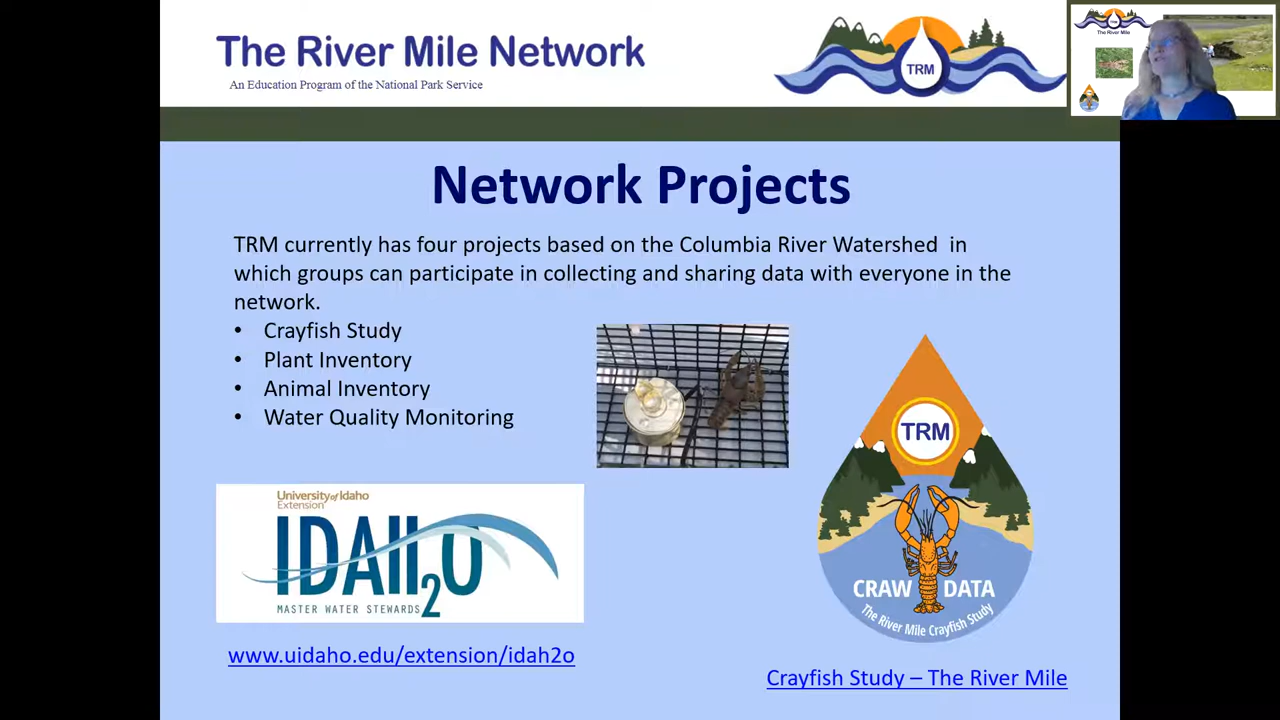 The River Mile Network
An Education Program of the National Park Service
TRM
TRM
The River Mile
Network Projects
TRM currently has four projects based on the Columbia River Watershed in
which groups can participate in collecting and sharing data with everyone in the
network.
• Crayfish Study
• Plant Inventory
• Animal Inventory
• Water Quality Monitoring
TRM
CRAW DATA
The River Mile Crayfish Study
University of Idaho
Extension
IDAH2O
MASTER WATER STEWARDS
www.uidaho.edu/extension/idah2o
Crayfish Study – The River Mile